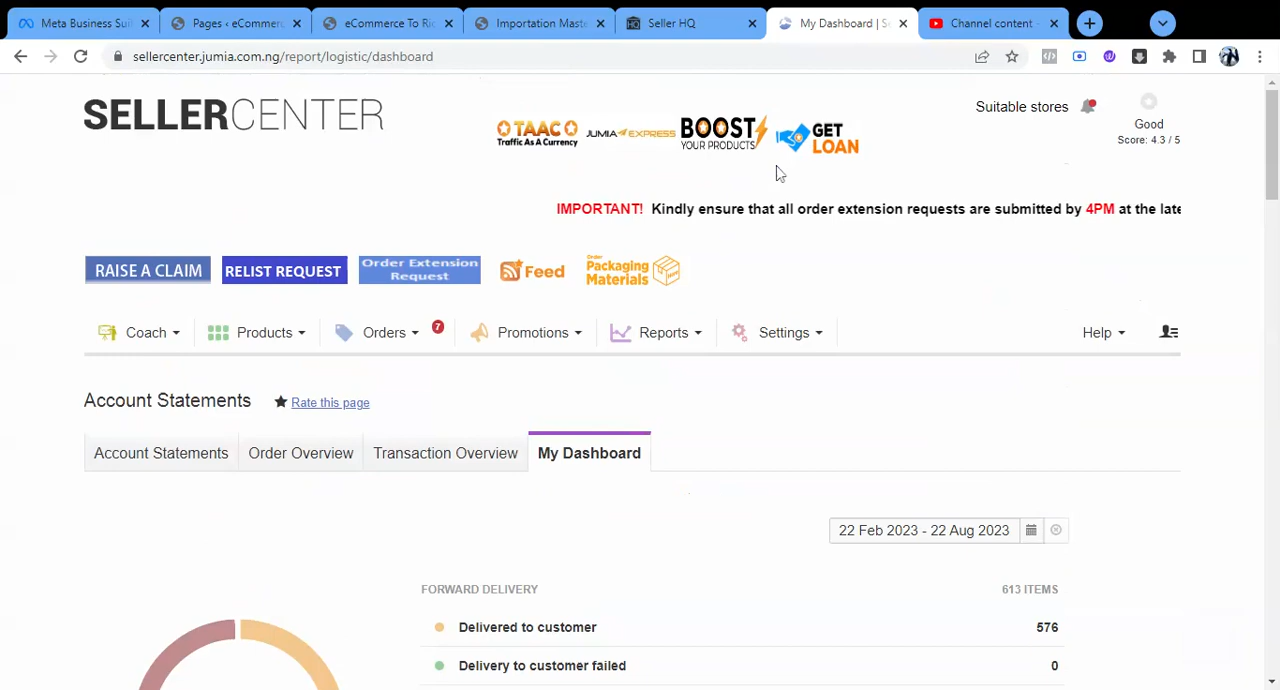 Meta Business Sui
Pages ‹ eCommerc
eCommerce To Ric
Importation Maste
Seller HQ
My Dashboard | Se
Channel content -
sellercenter.jumia.com.ng/report/logistic/dashboard
SELLERCENTER
TAAC
Traffic As A Currency
JUMIA EXPRESS
BOOST
YOUR PRODUCTS
GET
LOAN
Suitable stores
Good
Score: 4.3 / 5
IMPORTANT! Kindly ensure that all order extension requests are submitted by 4PM at the late
RAISE A CLAIM
RELIST REQUEST
Order Extension
Request
Feed
Order
Packaging
Materials
Coach
Products
Orders
7
Promotions
Reports
Settings
Help
Account Statements
Rate this page
Account Statements
Order Overview
Transaction Overview
My Dashboard
22 Feb 2023 - 22 Aug 2023
FORWARD DELIVERY 613 ITEMS
Delivered to customer 576
Delivery to customer failed 0